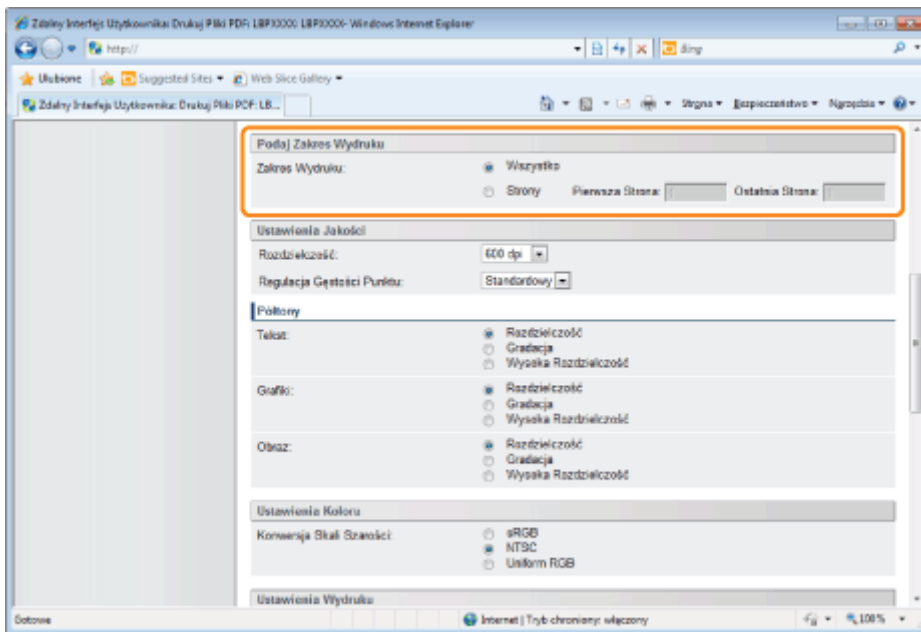 Zdalny Interfejs Użytkownika: Drukuj Pliki PDF: LBPXXXX: LBPXXXX- Windows Internet Explorer
http://
Bing
Ulubione Suggested Sites Web Slice Gallery
Zdalny Interfejs Użytkownika: Drukuj Pliki PDF: LB... Strona Bezpieczeństwo Narzędzia
Podaj Zakres Wydruku
Zakres Wydruku: Wszystko
Strony Pierwsza Strona: Ostatnia Strona:
Ustawienia Jakości
Rozdzielczość: 600 dpi
Regulacja Gęstości Punktu: Standardowy
Półtony
Tekst: Rozdzielczość
Gradacja
Wysoka Rozdzielczość
Grafiki: Rozdzielczość
Gradacja
Wysoka Rozdzielczość
Obraz: Rozdzielczość
Gradacja
Wysoka Rozdzielczość
Ustawienia Koloru
Konwersja Skali Szarości: sRGB
NTSC
Uniform RGB
Ustawienia Wydruku
Gotowe Internet | Tryb chroniony: włączony 100%